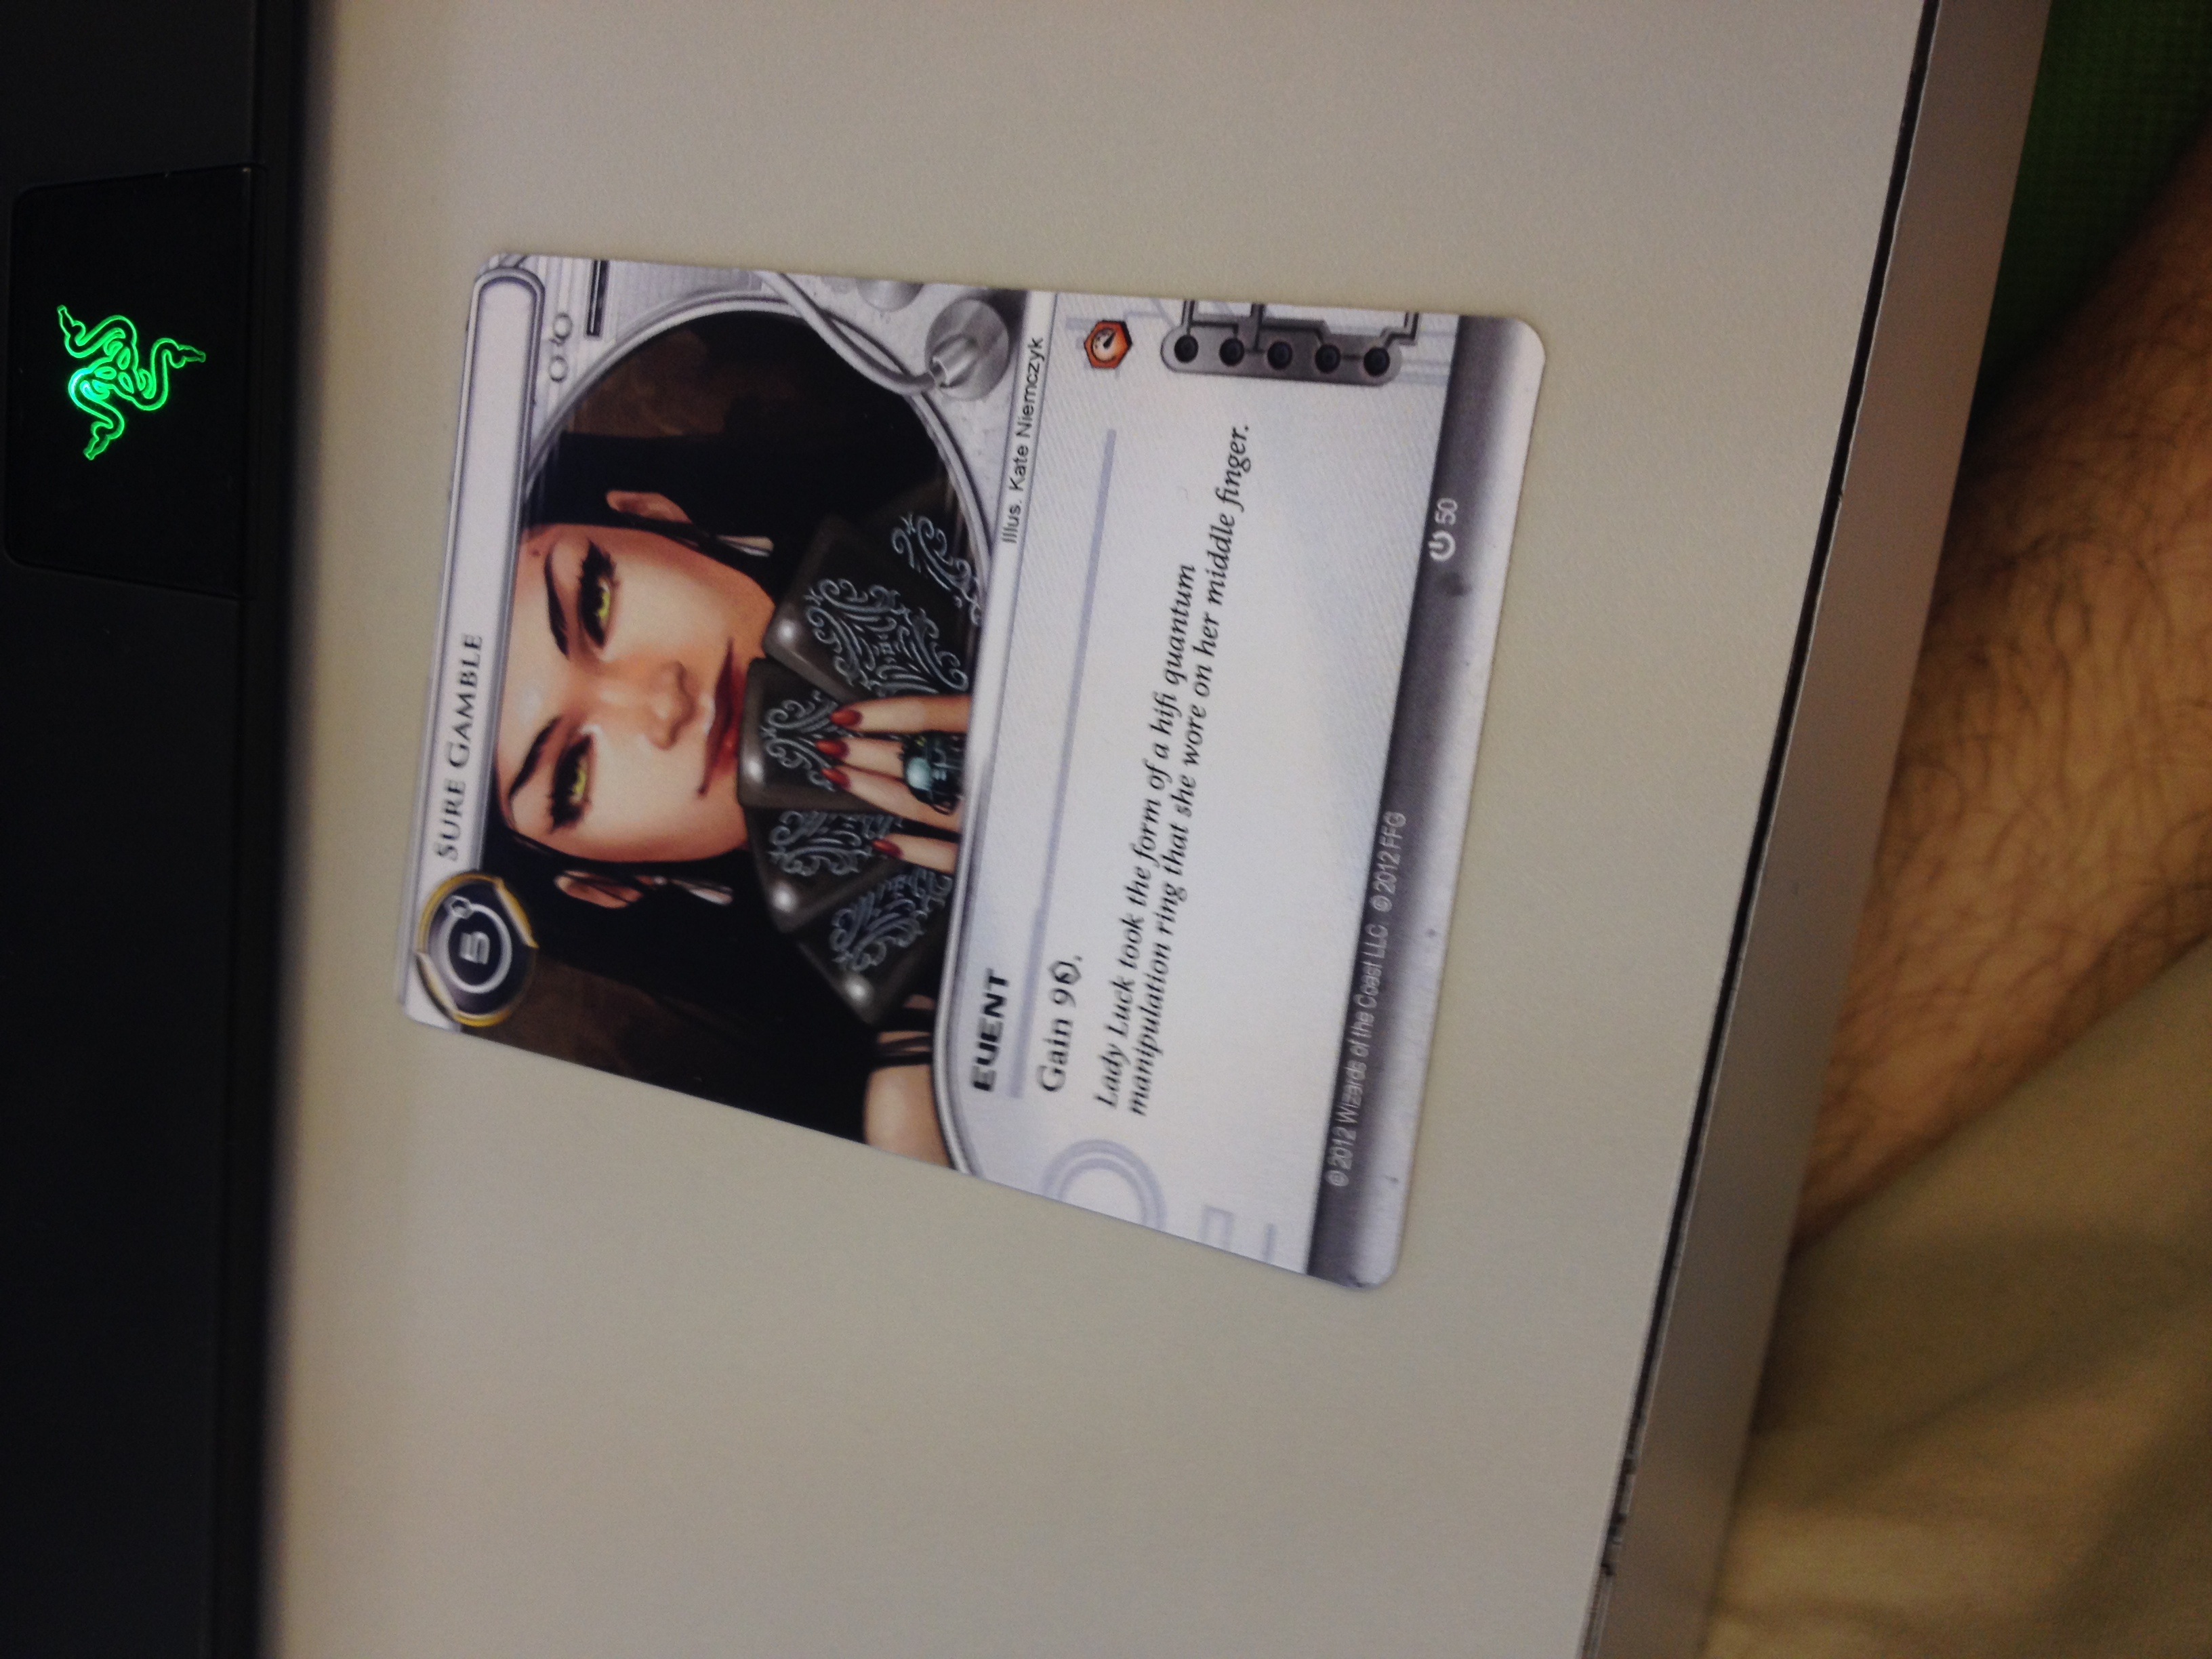 5
SURE GAMBLE
EVENT
Illus. Kate Niemczyk
Gain 9.
Lady Luck took the form of a hifi quantum
manipulation ring that she wore on her middle finger.
© 2012 Wizards of the Coast LLC. © 2012 FFG
50